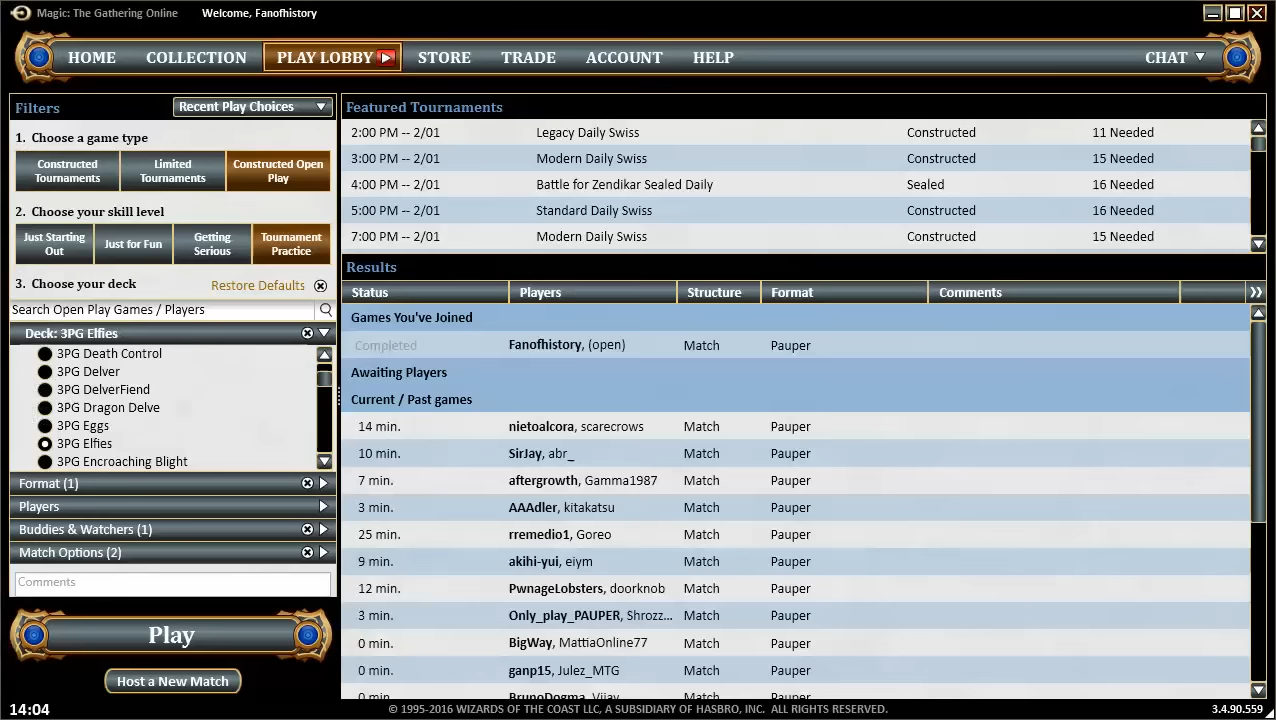 Magic: The Gathering Online Welcome, Fanofhistory
HOME COLLECTION PLAY LOBBY STORE TRADE ACCOUNT HELP CHAT
Filters Recent Play Choices
1. Choose a game type
Constructed Tournaments Limited Tournaments Constructed Open Play
2. Choose your skill level
Just Starting Out Just for Fun Getting Serious Tournament Practice
3. Choose your deck Restore Defaults
Search Open Play Games / Players
Deck: 3PG Elfies
3PG Death Control
3PG Delver
3PG DelverFiend
3PG Dragon Delve
3PG Eggs
3PG Elfies
3PG Encroaching Blight
Format (1)
Players
Buddies & Watchers (1)
Match Options (2)
Comments
Play
Host a New Match
14:04
Featured Tournaments
2:00 PM -- 2/01 Legacy Daily Swiss Constructed 11 Needed
3:00 PM -- 2/01 Modern Daily Swiss Constructed 15 Needed
4:00 PM -- 2/01 Battle for Zendikar Sealed Daily Sealed 16 Needed
5:00 PM -- 2/01 Standard Daily Swiss Constructed 16 Needed
7:00 PM -- 2/01 Modern Daily Swiss Constructed 15 Needed
Results
Status Players Structure Format Comments
Games You've Joined
Completed Fanofhistory, (open) Match Pauper
Awaiting Players
Current / Past games
14 min. nietoalcora, scarecrows Match Pauper
10 min. SirJay, abr_ Match Pauper
7 min. aftergrowth, Gamma1987 Match Pauper
3 min. AAAdler, kitakatsu Match Pauper
25 min. rremedio1, Goreo Match Pauper
9 min. akihi-yui, eiym Match Pauper
12 min. PwnageLobsters, doorknob Match Pauper
3 min. Only_play_PAUPER, Shrozz... Match Pauper
0 min. BigWay, MattiaOnline77 Match Pauper
0 min. ganp15, Julez_MTG Match Pauper
0 min. BrunoDogma, Vijay Match Pauper
© 1995-2016 WIZARDS OF THE COAST LLC, A SUBSIDIARY OF HASBRO, INC. ALL RIGHTS RESERVED. 3.4.90.559